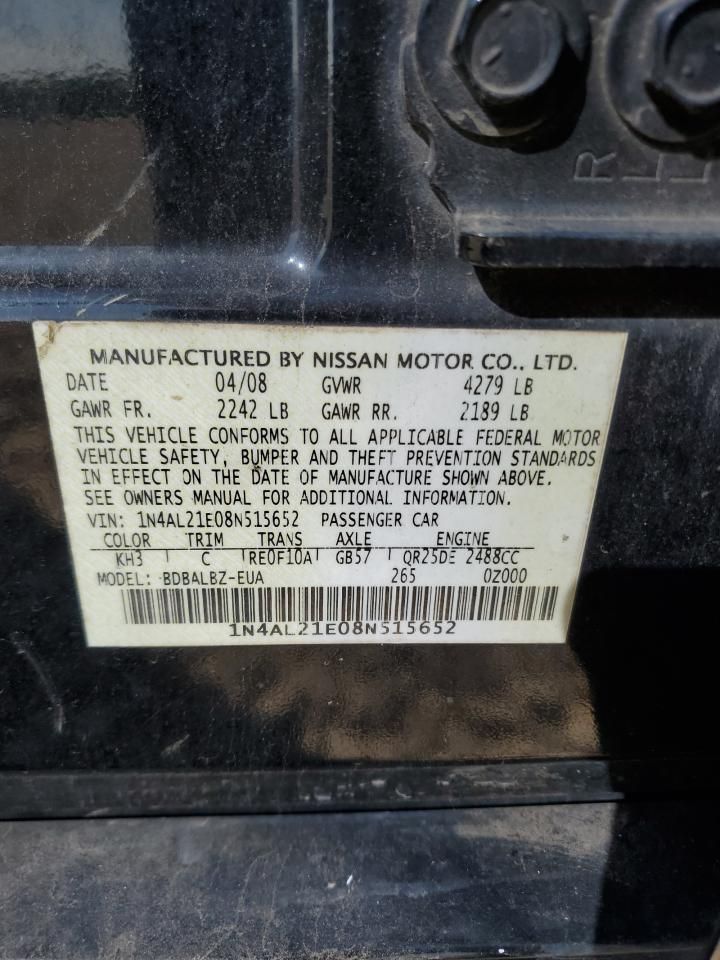 R
MANUFACTURED BY NISSAN MOTOR CO., LTD.
DATE 04/08 GVWR 4279 LB
GAWR FR. 2242 LB GAWR RR. 2189 LB
THIS VEHICLE CONFORMS TO ALL APPLICABLE FEDERAL MOTOR
VEHICLE SAFETY, BUMPER AND THEFT PREVENTION STANDARDS
IN EFFECT ON THE DATE OF MANUFACTURE SHOWN ABOVE.
SEE OWNERS MANUAL FOR ADDITIONAL INFORMATION.
VIN: 1N4AL21E08N515652 PASSENGER CAR
COLOR TRIM TRANS AXLE ENGINE
KH3 C RE0F10A GB57 QR25DE 2488CC
MODEL: BDBALBZ-EUA 265 0Z000
1N4AL21E08N515652